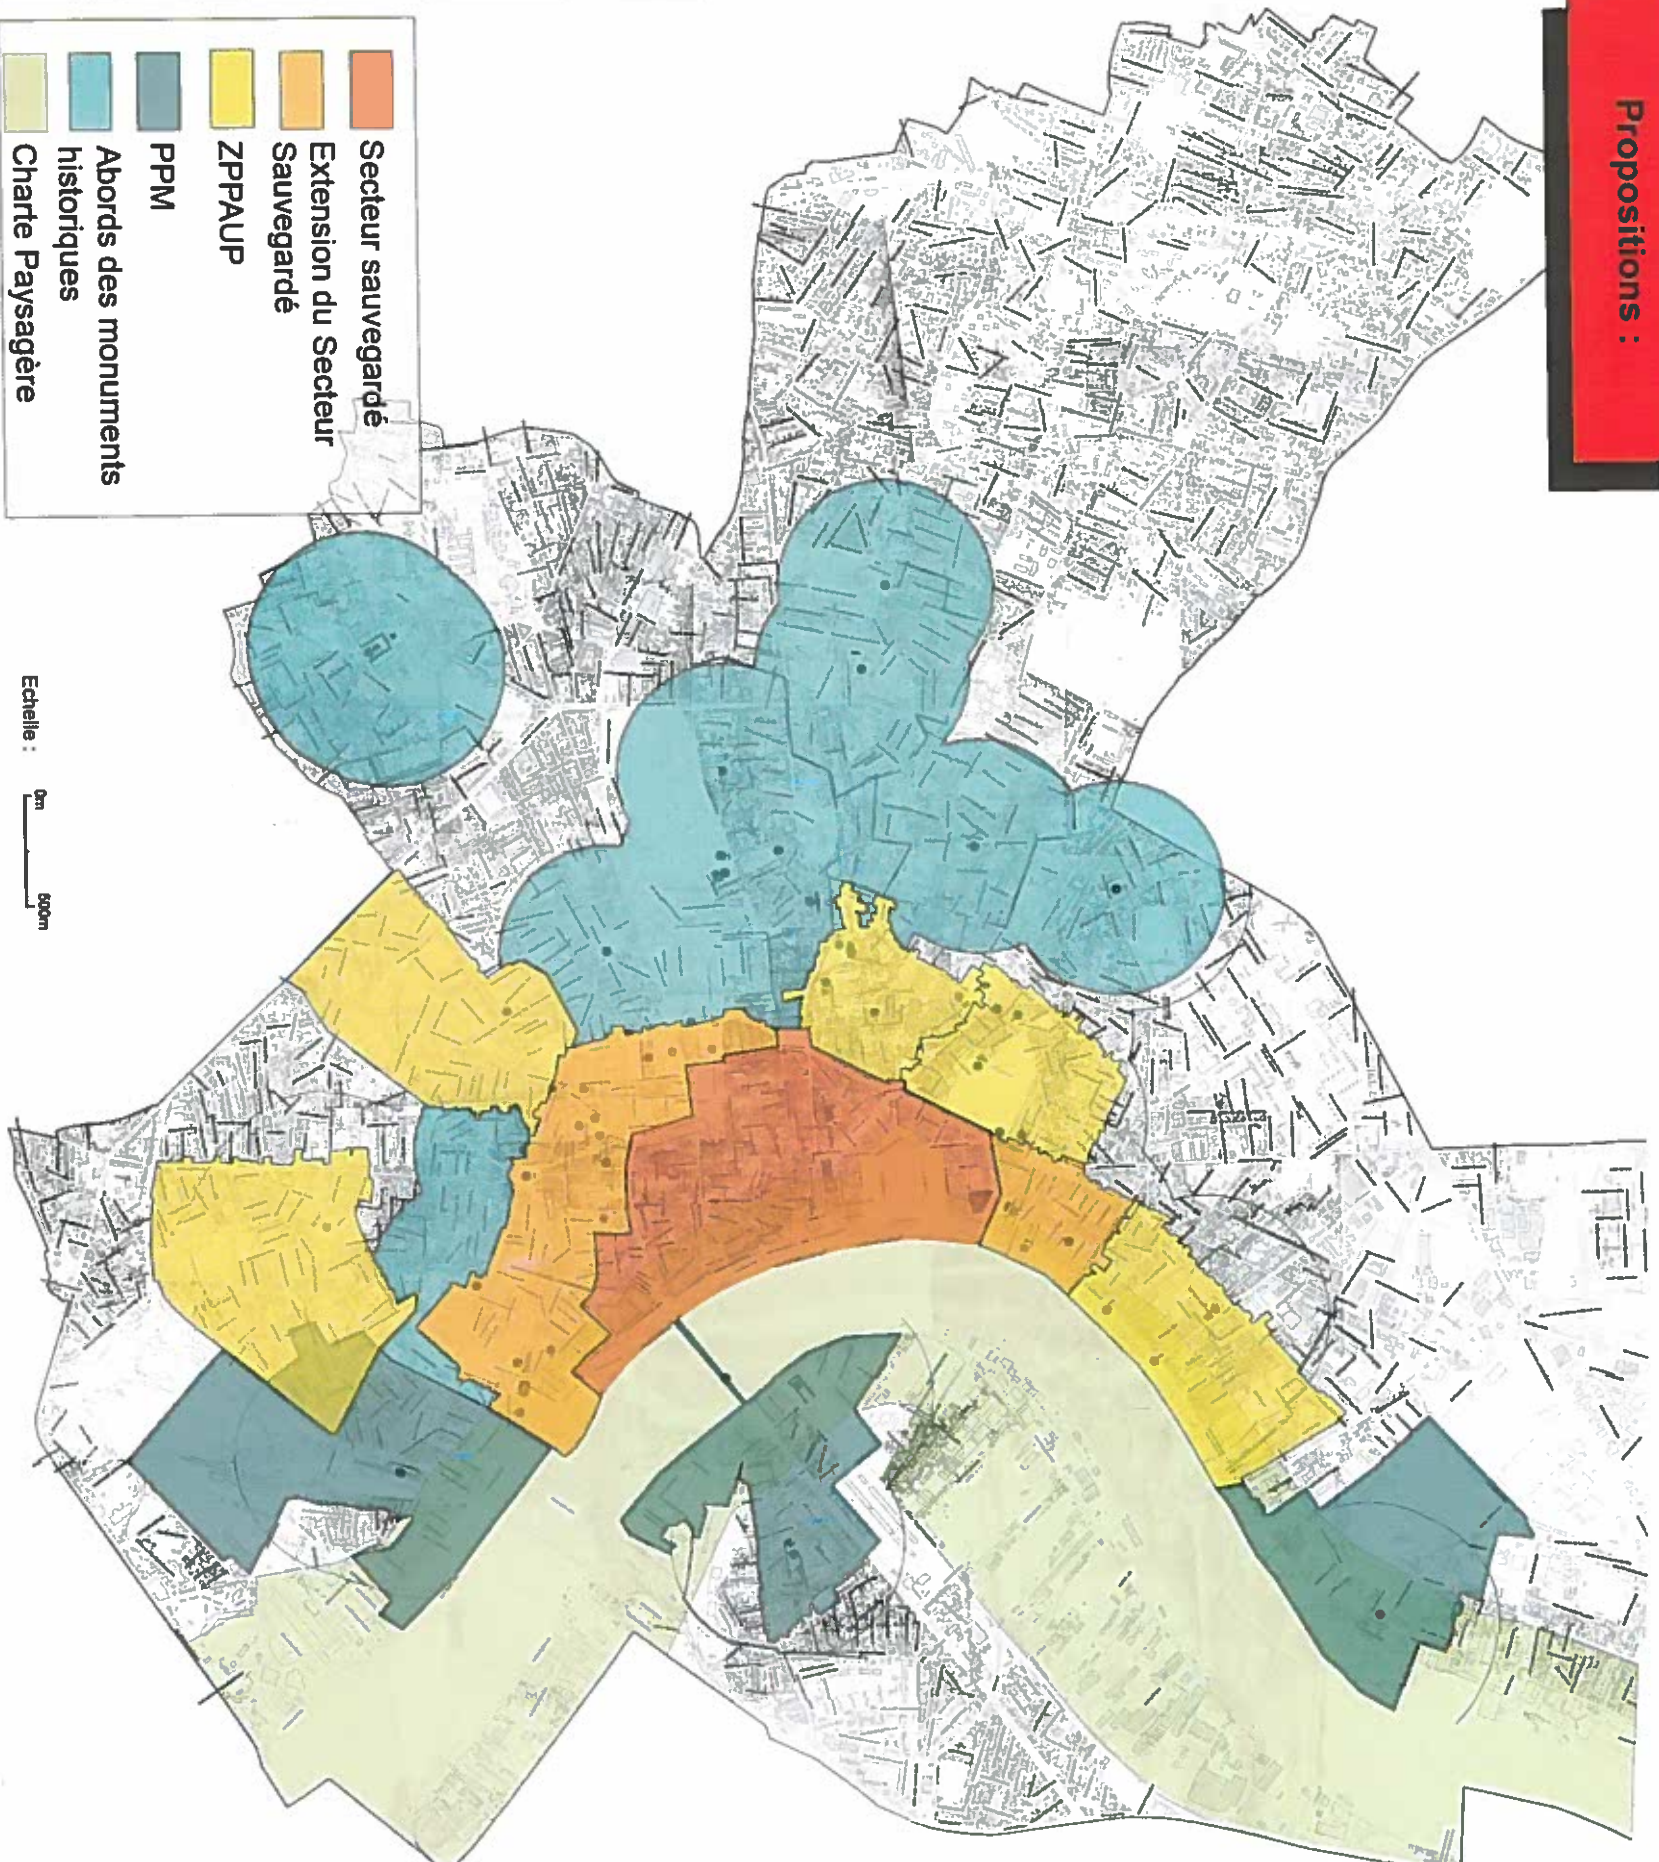 Propositions :
Secteur sauvegardé
Extension du Secteur
Sauvegardé
ZPPAUP
PPM
Abords des monuments
historiques
Charte Paysagère
Echelle : 0m 500m